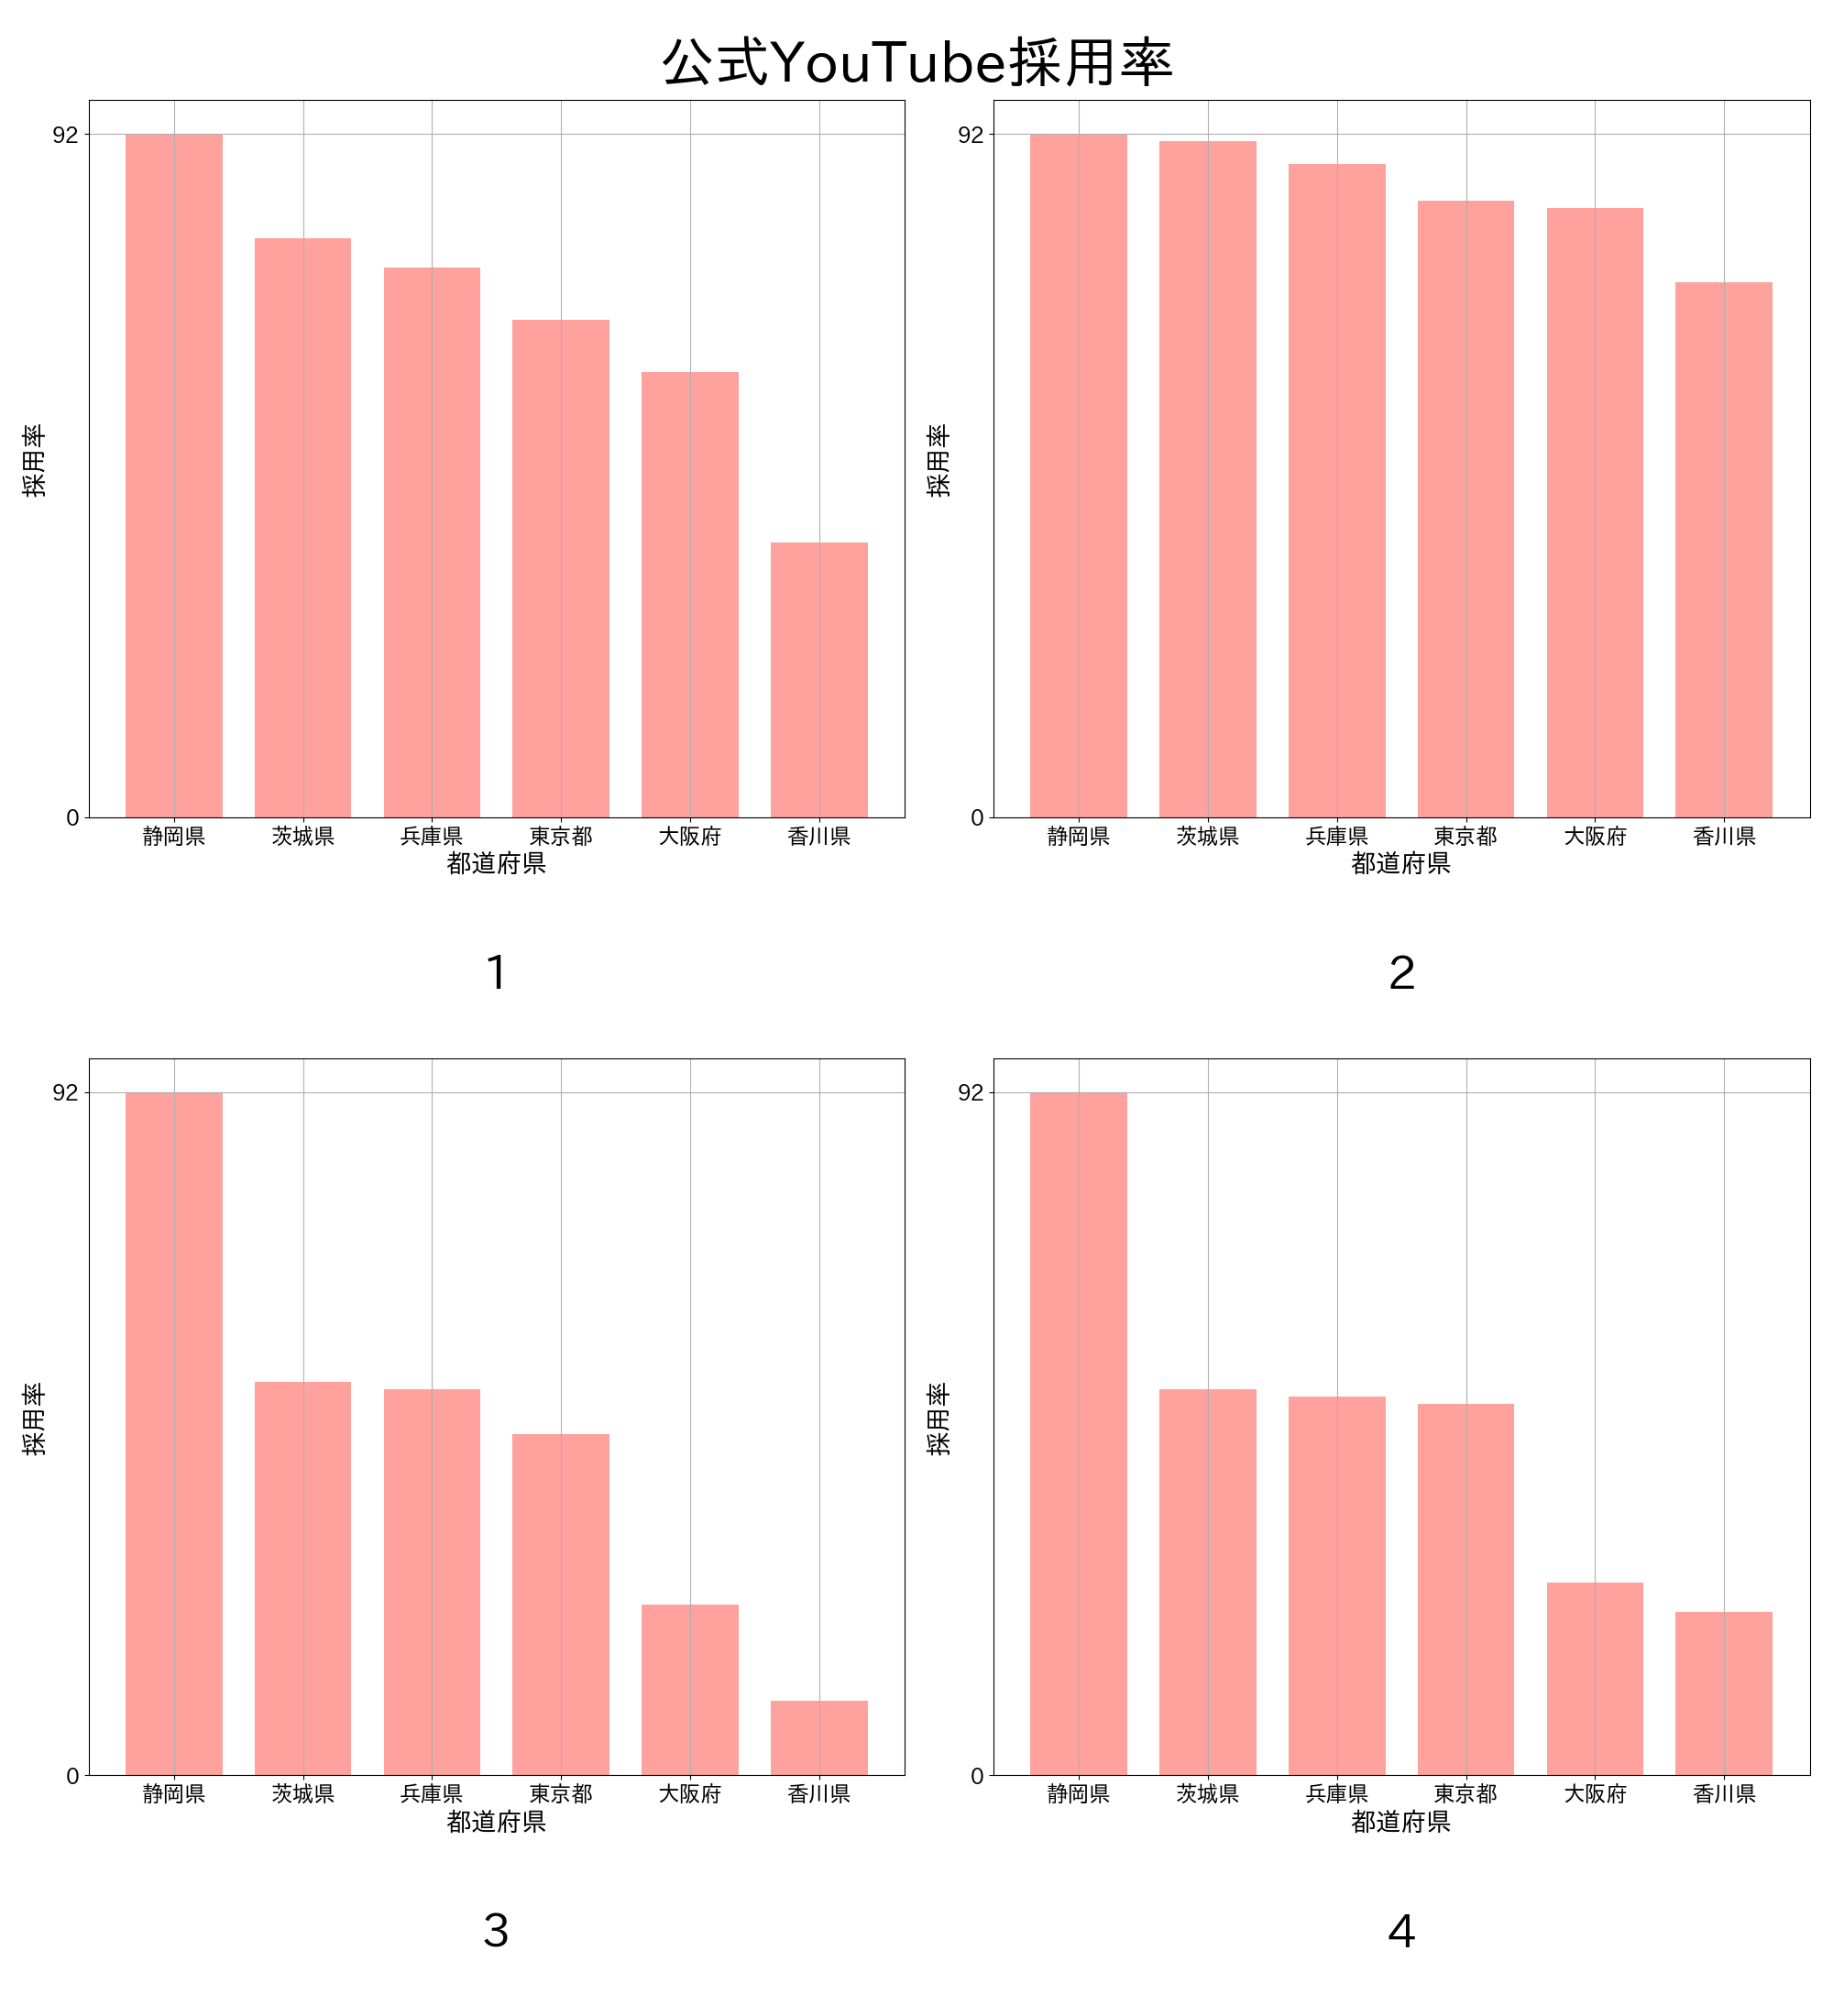 公式YouTube採用率
92
0
採用率
静岡県 茨城県 兵庫県 東京都 大阪府 香川県
都道府県
1
92
0
採用率
静岡県 茨城県 兵庫県 東京都 大阪府 香川県
都道府県
2
92
0
採用率
静岡県 茨城県 兵庫県 東京都 大阪府 香川県
都道府県
3
92
0
採用率
静岡県 茨城県 兵庫県 東京都 大阪府 香川県
都道府県
4